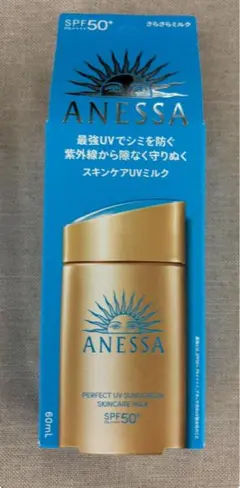 SPF50+
PA++++
さらさらミルク
ANESSA
最強UVでシミを防ぐ
紫外線から隙なく守りぬく
スキンケアUVミルク
ANESSA
PERFECT UV SUNSCREEN
SKINCARE MILK
SPF50+
PA++++
60mL